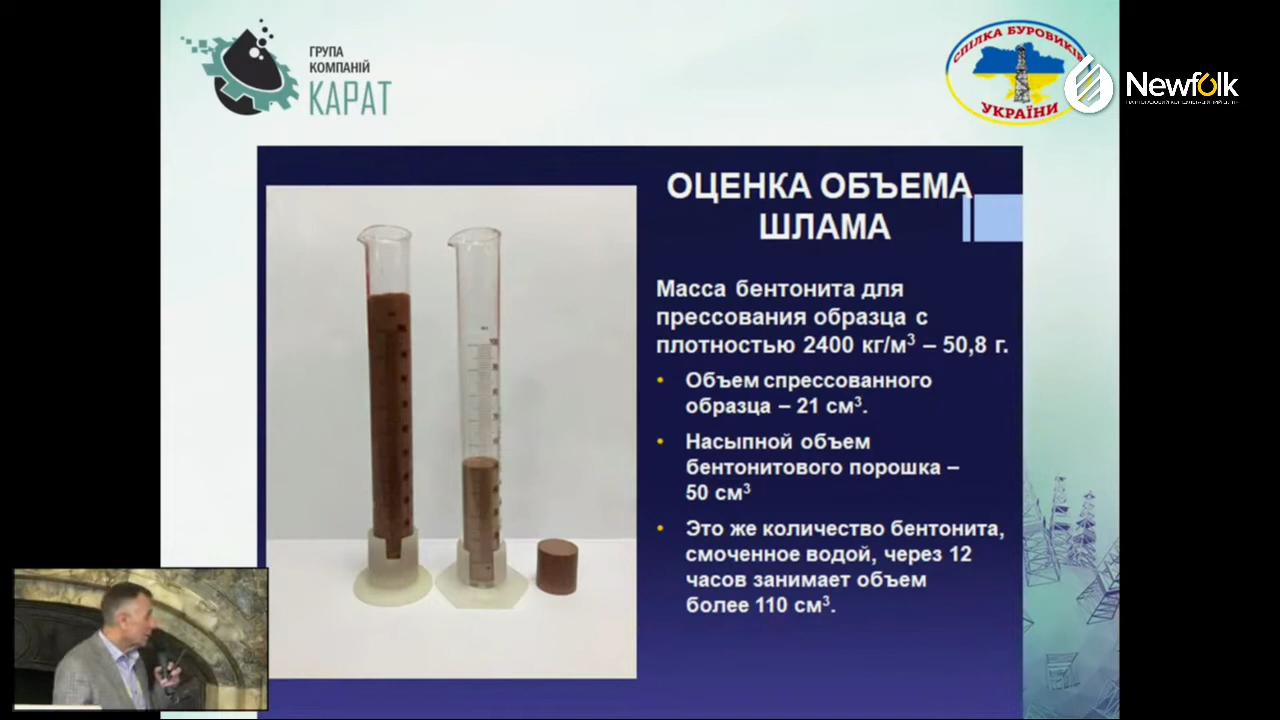 ГРУПА
КОМПАНІЙ
КАРАТ
СПІЛКА БУРОВИКІВ
УКРАЇНИ
Newfolk
ОЦЕНКА ОБЪЕМА
ШЛАМА
Масса бентонита для
прессования образца с
плотностью 2400 кг/м³ – 50,8 г.
• Объем спрессованного
образца – 21 см³.
• Насыпной объем
бентонитового порошка –
50 см³
• Это же количество бентонита,
смоченное водой, через 12
часов занимает объем
более 110 см³.